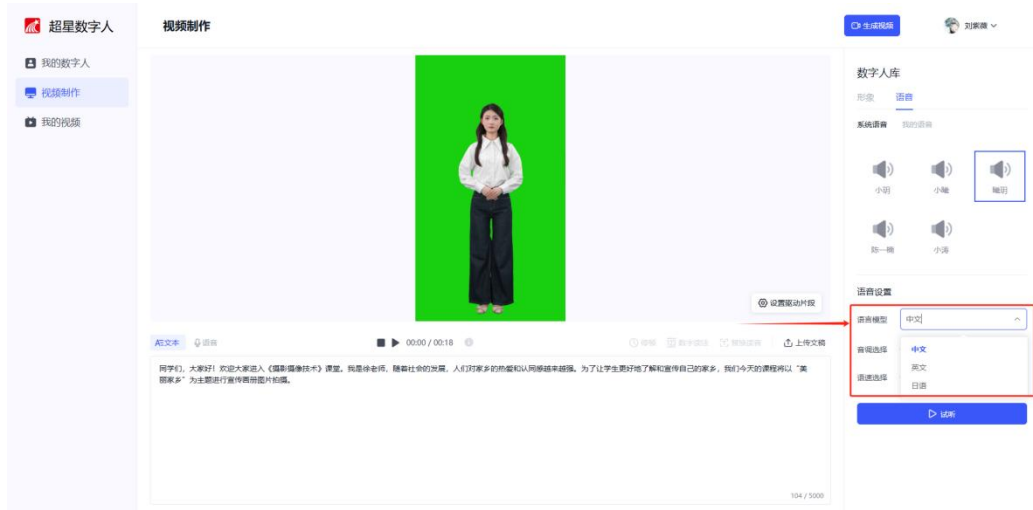 超星数字人
视频制作
生成视频
刘紫薇
我的数字人
视频制作
我的视频
数字人库
形象 语音
系统语音 我的语音
小玥 小曦 曦玥
陈一楠 小涛
设置驱动片段
语音设置
语言模型 中文
音调选择 中文
英文
语速选择
日语
试听
文本 语音
00:00 / 00:18
上传文稿
同学们，大家好！欢迎大家进入《摄影摄像技术》课堂。我是徐老师，随着社会的发展，人们对家乡的热爱和认同感越来越强。为了让学生更好地了解和宣传自己的家乡，我们今天的课程将以“美
丽家乡”为主题进行宣传画册图片拍摄。
104 / 5000